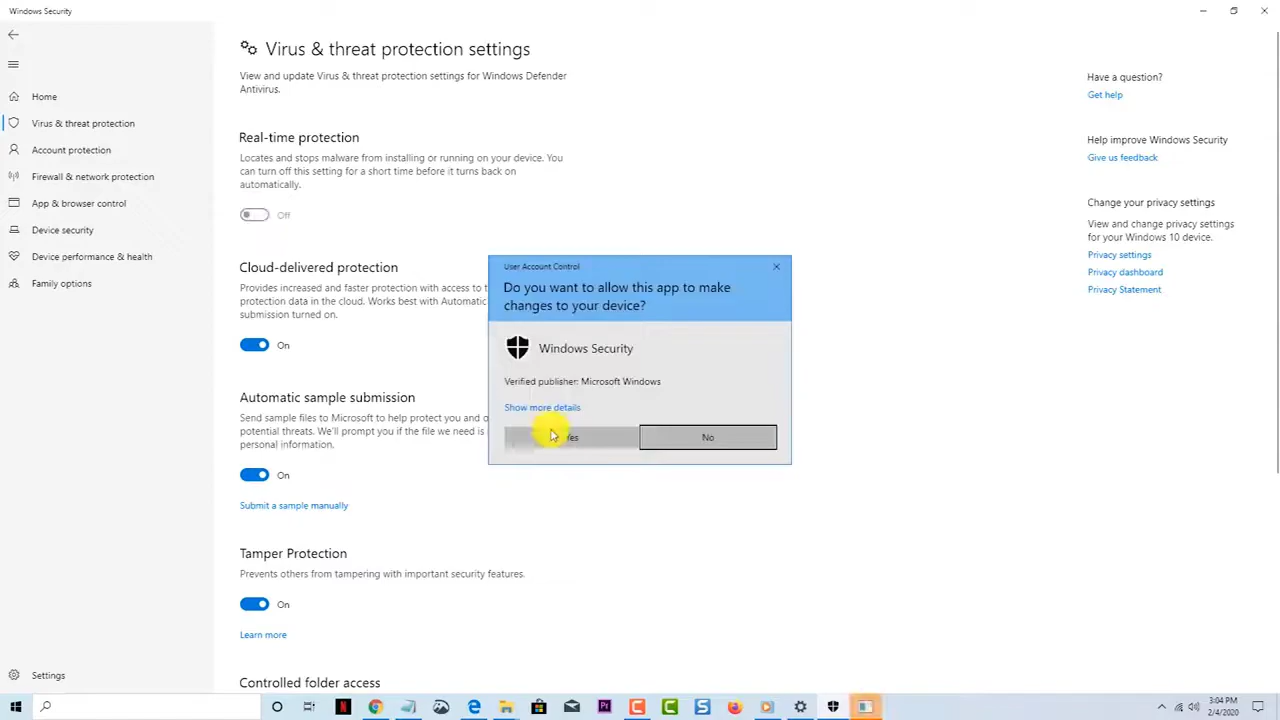 Windows Security
Home
Virus & threat protection
Account protection
Firewall & network protection
App & browser control
Device security
Device performance & health
Family options
Settings
Virus & threat protection settings
View and update Virus & threat protection settings for Windows Defender
Antivirus.
Real-time protection
Locates and stops malware from installing or running on your device. You
can turn off this setting for a short time before it turns back on
automatically.
Off
Cloud-delivered protection
Provides increased and faster protection with access to t
protection data in the cloud. Works best with Automatic
submission turned on.
On
Automatic sample submission
Send sample files to Microsoft to help protect you and o
potential threats. We'll prompt you if the file we need is
personal information.
On
Submit a sample manually
Tamper Protection
Prevents others from tampering with important security features.
On
Learn more
Controlled folder access
User Account Control
Do you want to allow this app to make
changes to your device?
Windows Security
Verified publisher: Microsoft Windows
Show more details
Yes
No
Have a question?
Get help
Help improve Windows Security
Give us feedback
Change your privacy settings
View and change privacy settings
for your Windows 10 device.
Privacy settings
Privacy dashboard
Privacy Statement
3:04 PM
2/4/2020